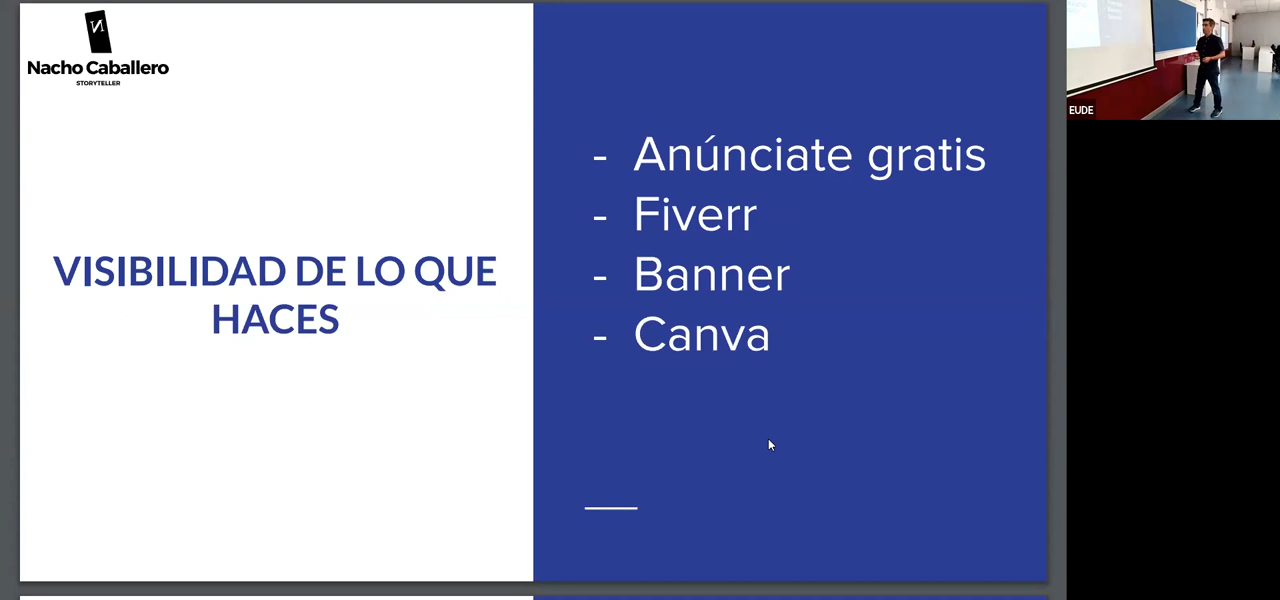 Nacho Caballero
STORYTELLER
VISIBILIDAD DE LO QUE
HACES
- Anúnciate gratis
- Fiverr
- Banner
- Canva
EUDE